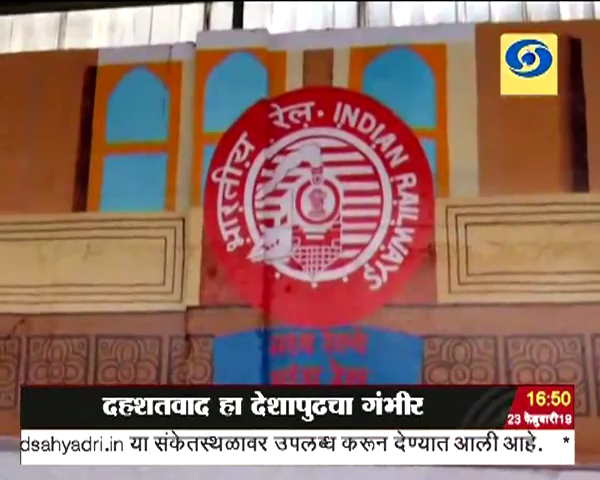 भारतीय रेल • INDIAN RAILWAYS
दहशतवाद हा देशापुढचा गंभीर
16:50
23 फेब्रुवारी19
dsahyadri.in या संकेतस्थळावर उपलब्ध करून देण्यात आली आहे. *